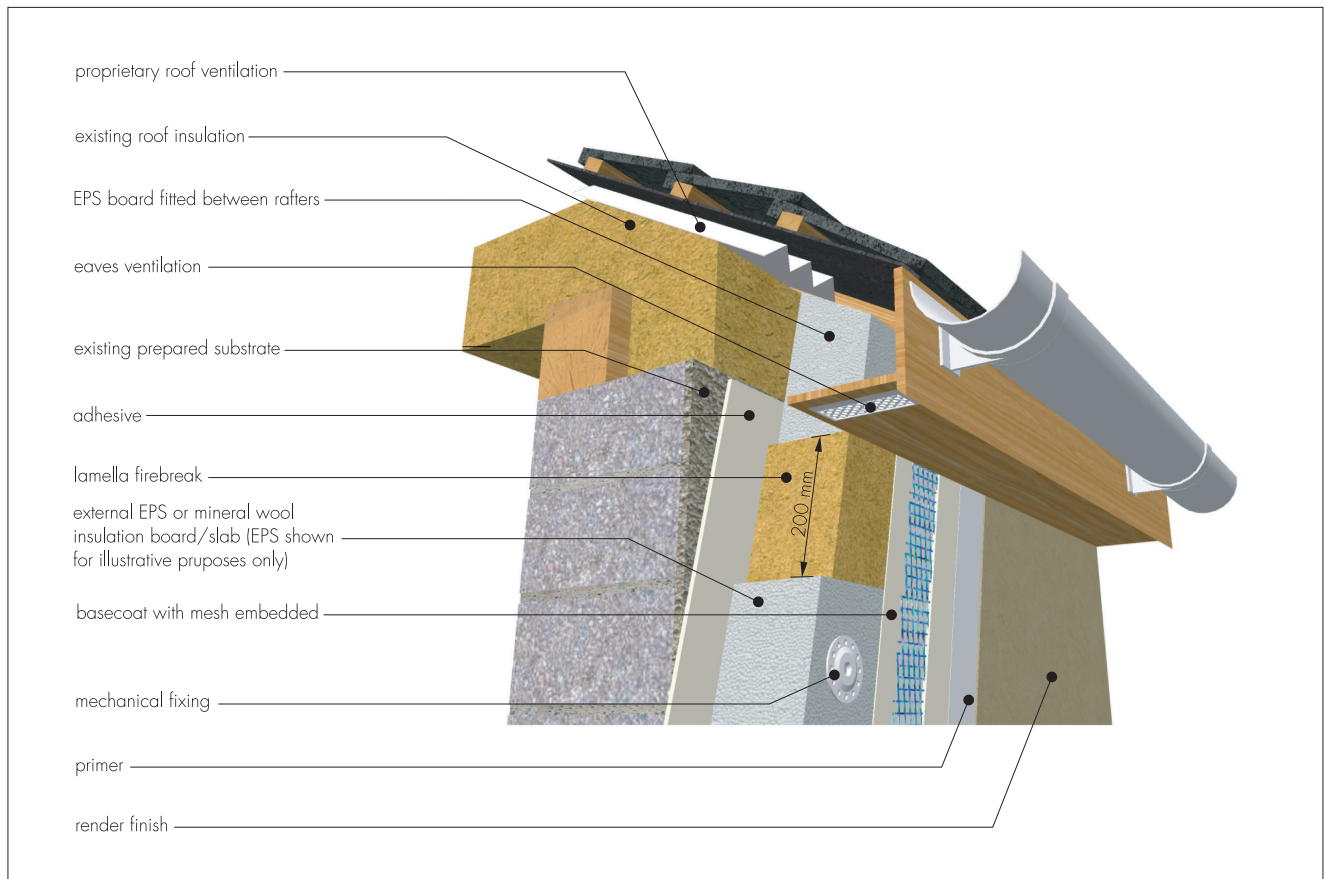 proprietary roof ventilation
existing roof insulation
EPS board fitted between rafters
eaves ventilation
existing prepared substrate
adhesive
lamella firebreak
external EPS or mineral wool
insulation board/slab (EPS shown
for illustrative pruposes only)
basecoat with mesh embedded
mechanical fixing
primer
render finish
200 mm